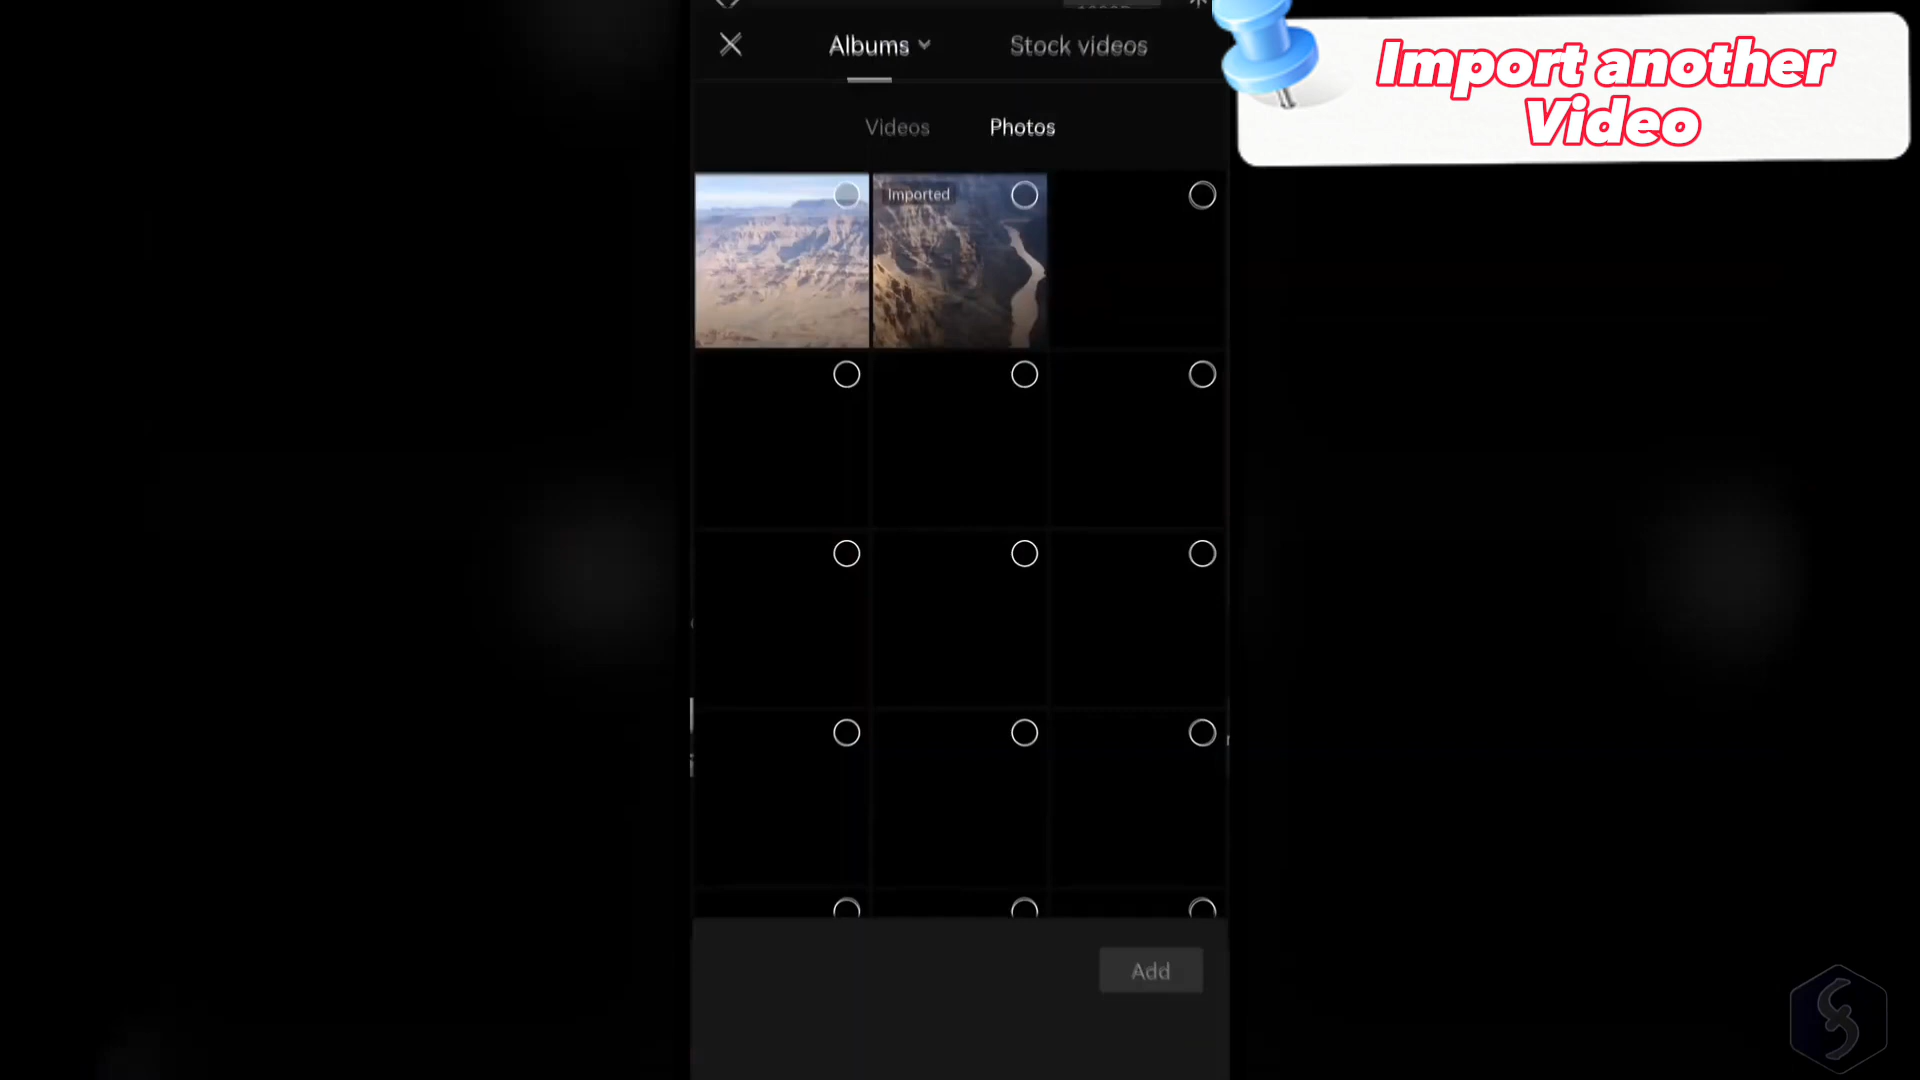 Albums
Stock videos
Import another
Video
Videos
Photos
Imported
Add